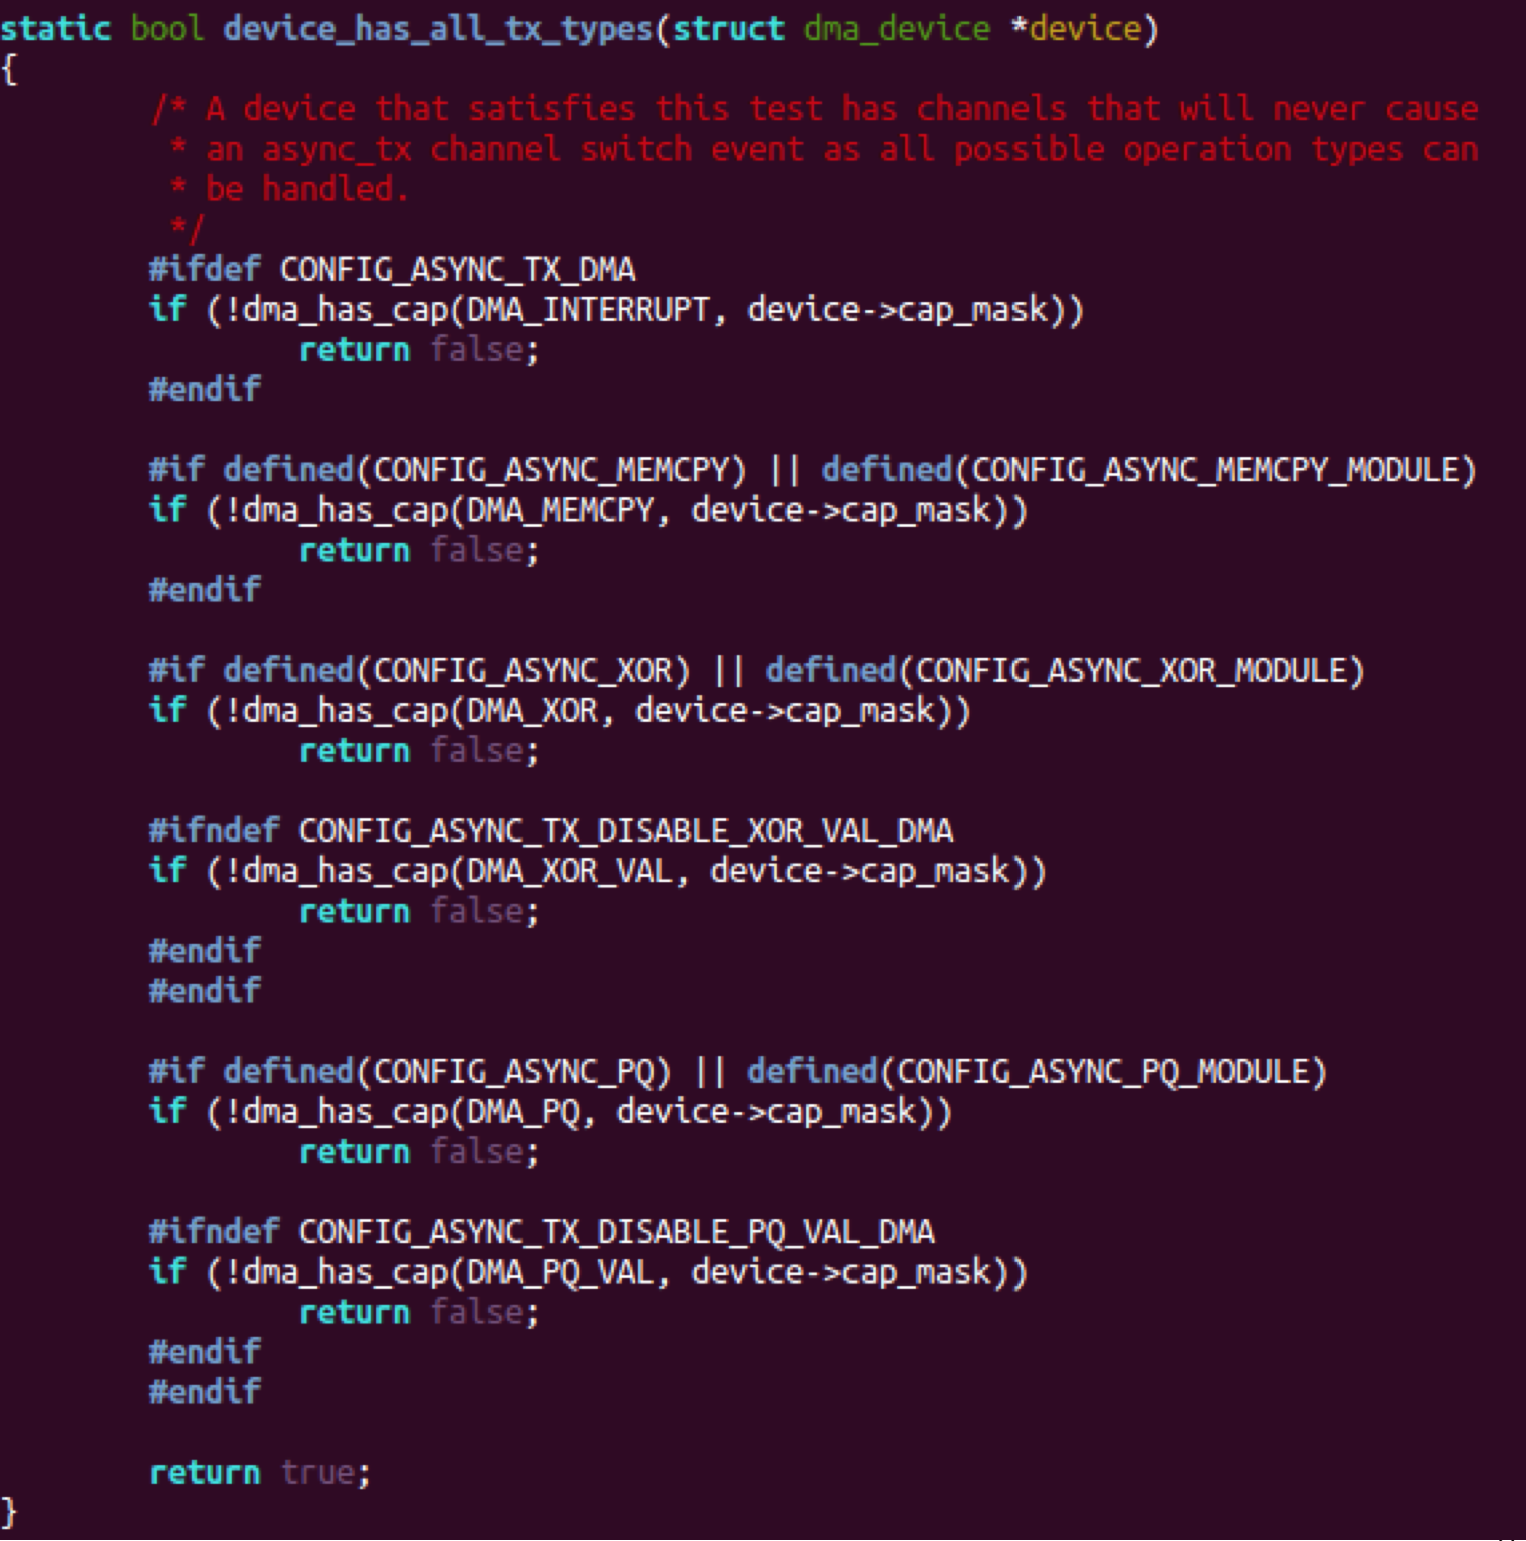 static bool device_has_all_tx_types(struct dma_device *device)
{
        /* A device that satisfies this test has channels that will never cause
         * an async_tx channel switch event as all possible operation types can
         * be handled.
         */
        #ifdef CONFIG_ASYNC_TX_DMA
        if (!dma_has_cap(DMA_INTERRUPT, device->cap_mask))
                return false;
        #endif

        #if defined(CONFIG_ASYNC_MEMCPY) || defined(CONFIG_ASYNC_MEMCPY_MODULE)
        if (!dma_has_cap(DMA_MEMCPY, device->cap_mask))
                return false;
        #endif

        #if defined(CONFIG_ASYNC_XOR) || defined(CONFIG_ASYNC_XOR_MODULE)
        if (!dma_has_cap(DMA_XOR, device->cap_mask))
                return false;

        #ifndef CONFIG_ASYNC_TX_DISABLE_XOR_VAL_DMA
        if (!dma_has_cap(DMA_XOR_VAL, device->cap_mask))
                return false;
        #endif
        #endif

        #if defined(CONFIG_ASYNC_PQ) || defined(CONFIG_ASYNC_PQ_MODULE)
        if (!dma_has_cap(DMA_PQ, device->cap_mask))
                return false;

        #ifndef CONFIG_ASYNC_TX_DISABLE_PQ_VAL_DMA
        if (!dma_has_cap(DMA_PQ_VAL, device->cap_mask))
                return false;
        #endif
        #endif

        return true;
}